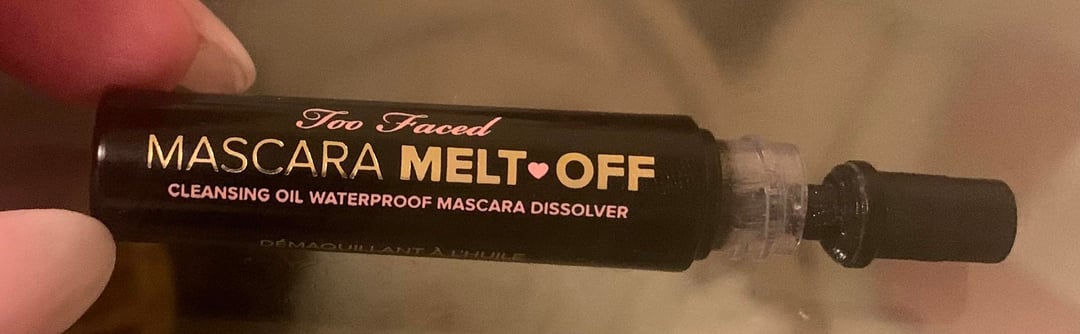 Too Faced
MASCARA MELT♥OFF
CLEANSING OIL WATERPROOF MASCARA DISSOLVER
DÉMAQUILLANT À L'HUILE